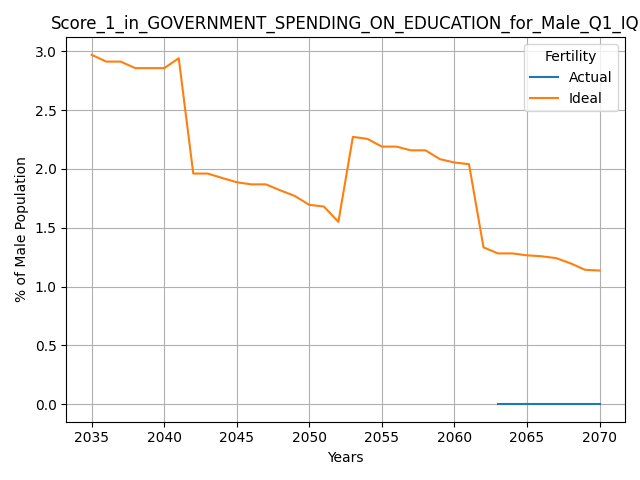 Score_1_in_GOVERNMENT_SPENDING_ON_EDUCATION_for_Male_Q1_IQ
Fertility
Actual
Ideal
3.0
2.5
2.0
1.5
1.0
0.5
0.0
% of Male Population
2035 2040 2045 2050 2055 2060 2065 2070
Years